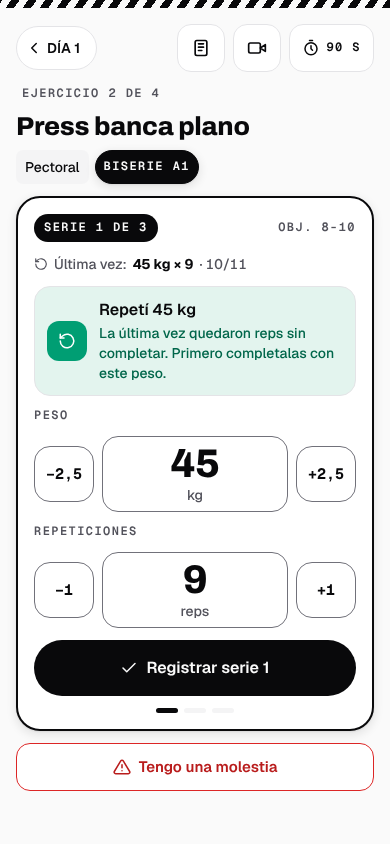 DÍA 1
90 S
EJERCICIO 2 DE 4
Press banca plano
Pectoral
BISERIE A1
SERIE 1 DE 3
OBJ. 8-10
Última vez: 45 kg × 9 · 10/11
Repetí 45 kg
La última vez quedaron reps sin
completar. Primero completalas con
este peso.
PESO
−2,5
45
kg
+2,5
REPETICIONES
−1
9
reps
+1
Registrar serie 1
Tengo una molestia